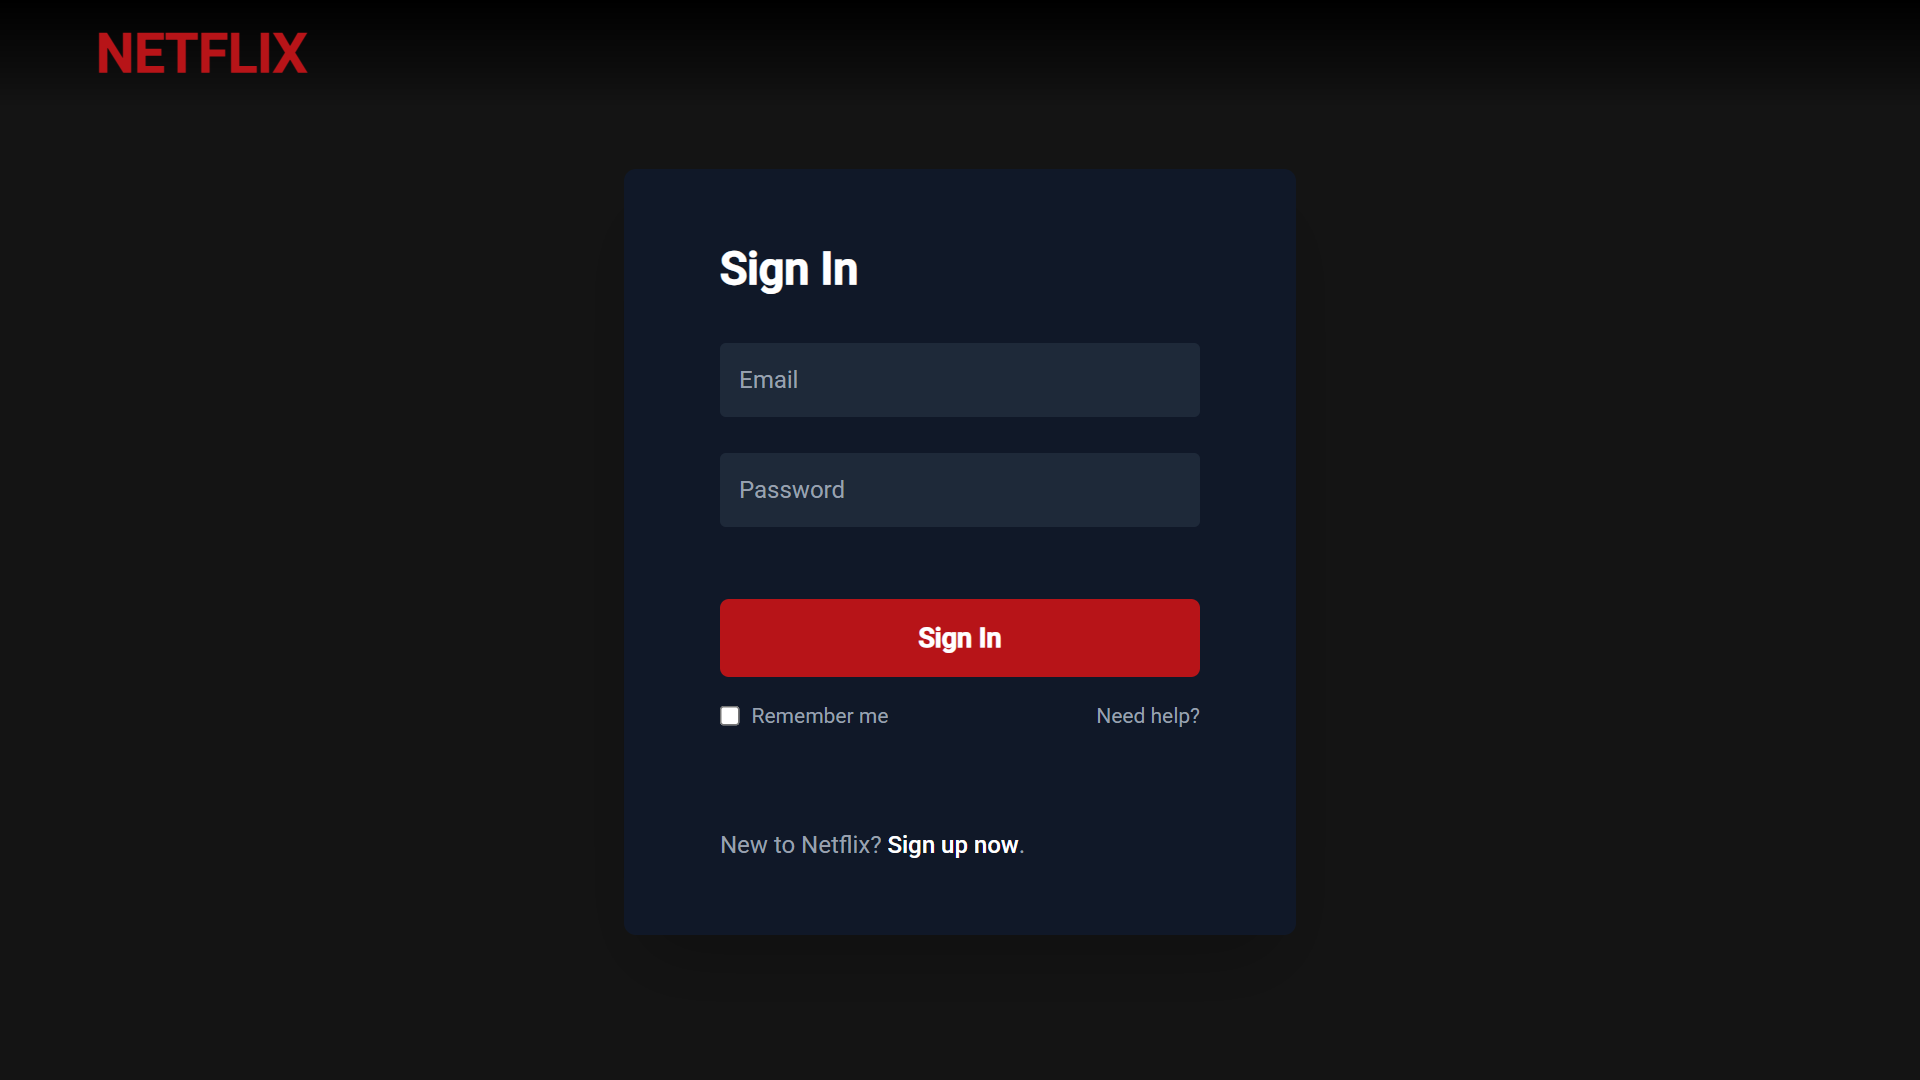 NETFLIX
Sign In
Email
Password
Sign In
Remember me Need help?
New to Netflix? Sign up now.